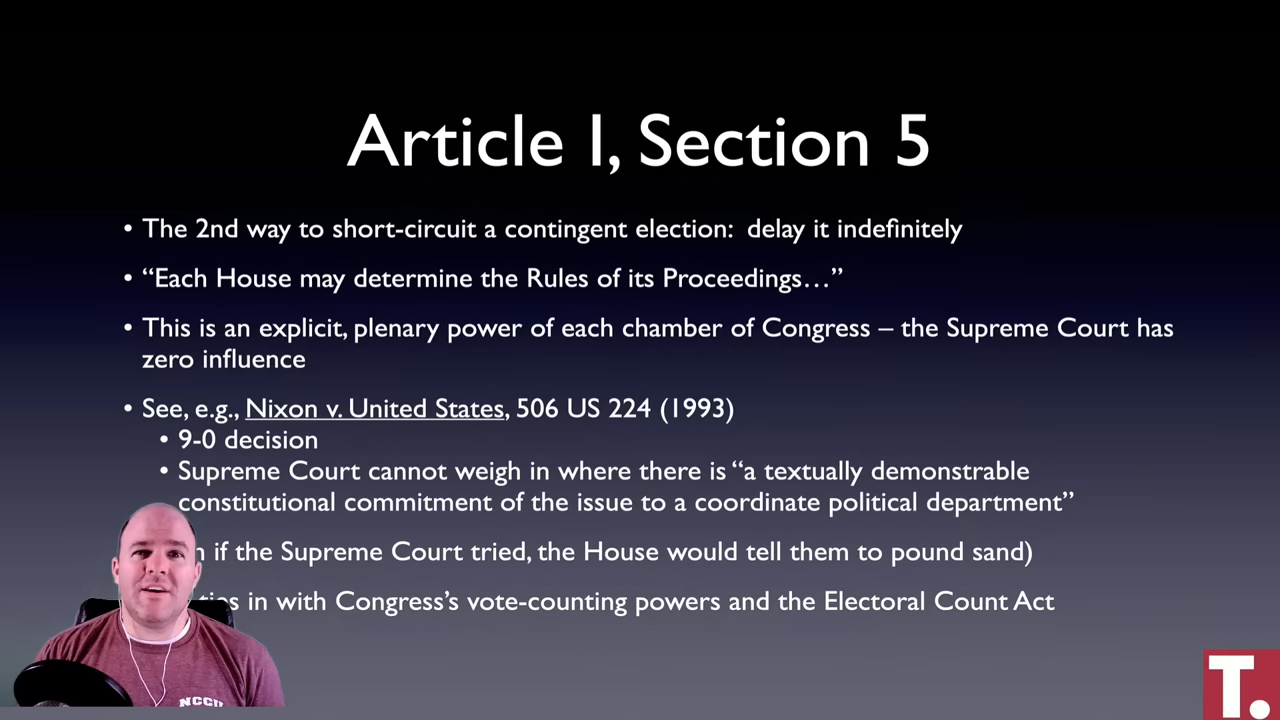 Article I, Section 5
• The 2nd way to short-circuit a contingent election: delay it indefinitely
• “Each House may determine the Rules of its Proceedings…”
• This is an explicit, plenary power of each chamber of Congress – the Supreme Court has
zero influence
• See, e.g., Nixon v. United States, 506 US 224 (1993)
• 9-0 decision
• Supreme Court cannot weigh in where there is “a textually demonstrable
constitutional commitment of the issue to a coordinate political department”
if the Supreme Court tried, the House would tell them to pound sand)
in with Congress’s vote-counting powers and the Electoral Count Act
NCCU
T.